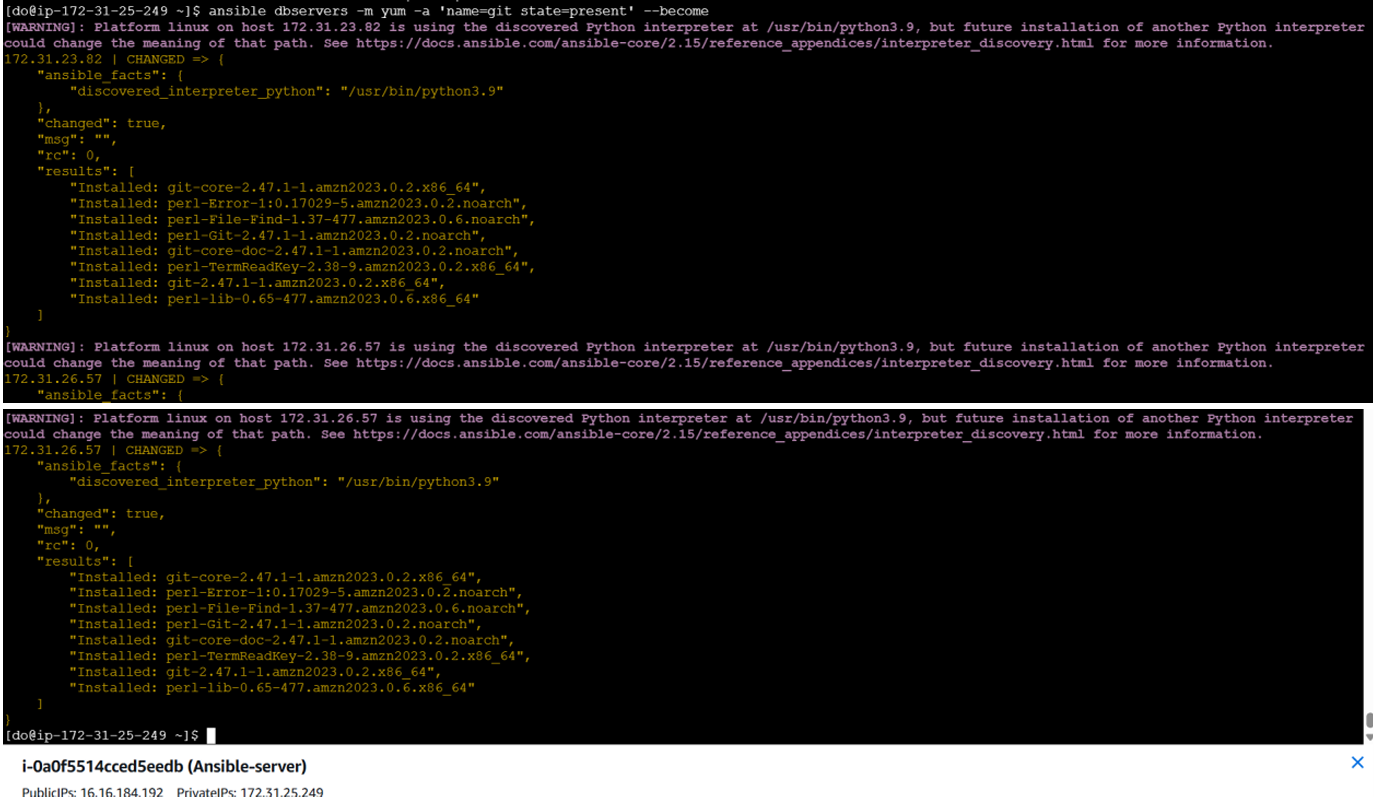 [do@ip-172-31-25-249 ~]$ ansible dbservers -m yum -a 'name=git state=present' --become
[WARNING]: Platform linux on host 172.31.23.82 is using the discovered Python interpreter at /usr/bin/python3.9, but future installation of another Python interpreter
could change the meaning of that path. See https://docs.ansible.com/ansible-core/2.15/reference_appendices/interpreter_discovery.html for more information.
172.31.23.82 | CHANGED => {
    "ansible_facts": {
        "discovered_interpreter_python": "/usr/bin/python3.9"
    },
    "changed": true,
    "msg": "",
    "rc": 0,
    "results": [
        "Installed: git-core-2.47.1-1.amzn2023.0.2.x86_64",
        "Installed: perl-Error-1:0.17029-5.amzn2023.0.2.noarch",
        "Installed: perl-File-Find-1.37-477.amzn2023.0.6.noarch",
        "Installed: perl-Git-2.47.1-1.amzn2023.0.2.noarch",
        "Installed: git-core-doc-2.47.1-1.amzn2023.0.2.noarch",
        "Installed: perl-TermReadKey-2.38-9.amzn2023.0.2.x86_64",
        "Installed: git-2.47.1-1.amzn2023.0.2.x86_64",
        "Installed: perl-lib-0.65-477.amzn2023.0.6.x86_64"
    ]
}
[WARNING]: Platform linux on host 172.31.26.57 is using the discovered Python interpreter at /usr/bin/python3.9, but future installation of another Python interpreter
could change the meaning of that path. See https://docs.ansible.com/ansible-core/2.15/reference_appendices/interpreter_discovery.html for more information.
172.31.26.57 | CHANGED => {
    "ansible_facts": {
[WARNING]: Platform linux on host 172.31.26.57 is using the discovered Python interpreter at /usr/bin/python3.9, but future installation of another Python interpreter
could change the meaning of that path. See https://docs.ansible.com/ansible-core/2.15/reference_appendices/interpreter_discovery.html for more information.
172.31.26.57 | CHANGED => {
    "ansible_facts": {
        "discovered_interpreter_python": "/usr/bin/python3.9"
    },
    "changed": true,
    "msg": "",
    "rc": 0,
    "results": [
        "Installed: git-core-2.47.1-1.amzn2023.0.2.x86_64",
        "Installed: perl-Error-1:0.17029-5.amzn2023.0.2.noarch",
        "Installed: perl-File-Find-1.37-477.amzn2023.0.6.noarch",
        "Installed: perl-Git-2.47.1-1.amzn2023.0.2.noarch",
        "Installed: git-core-doc-2.47.1-1.amzn2023.0.2.noarch",
        "Installed: perl-TermReadKey-2.38-9.amzn2023.0.2.x86_64",
        "Installed: git-2.47.1-1.amzn2023.0.2.x86_64",
        "Installed: perl-lib-0.65-477.amzn2023.0.6.x86_64"
    ]
}
[do@ip-172-31-25-249 ~]$
i-0a0f5514cced5eedb (Ansible-server)
PublicIPs: 16.16.184.192 PrivateIPs: 172.31.25.249